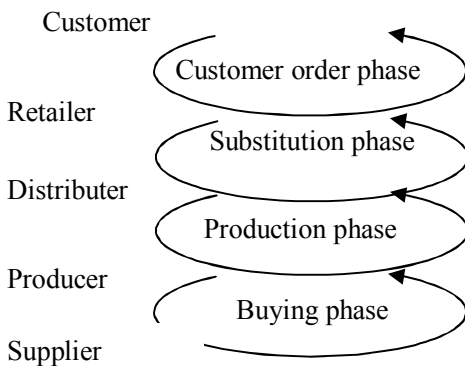 Customer
Customer order phase
Retailer
Substitution phase
Distributer
Production phase
Producer
Buying phase
Supplier